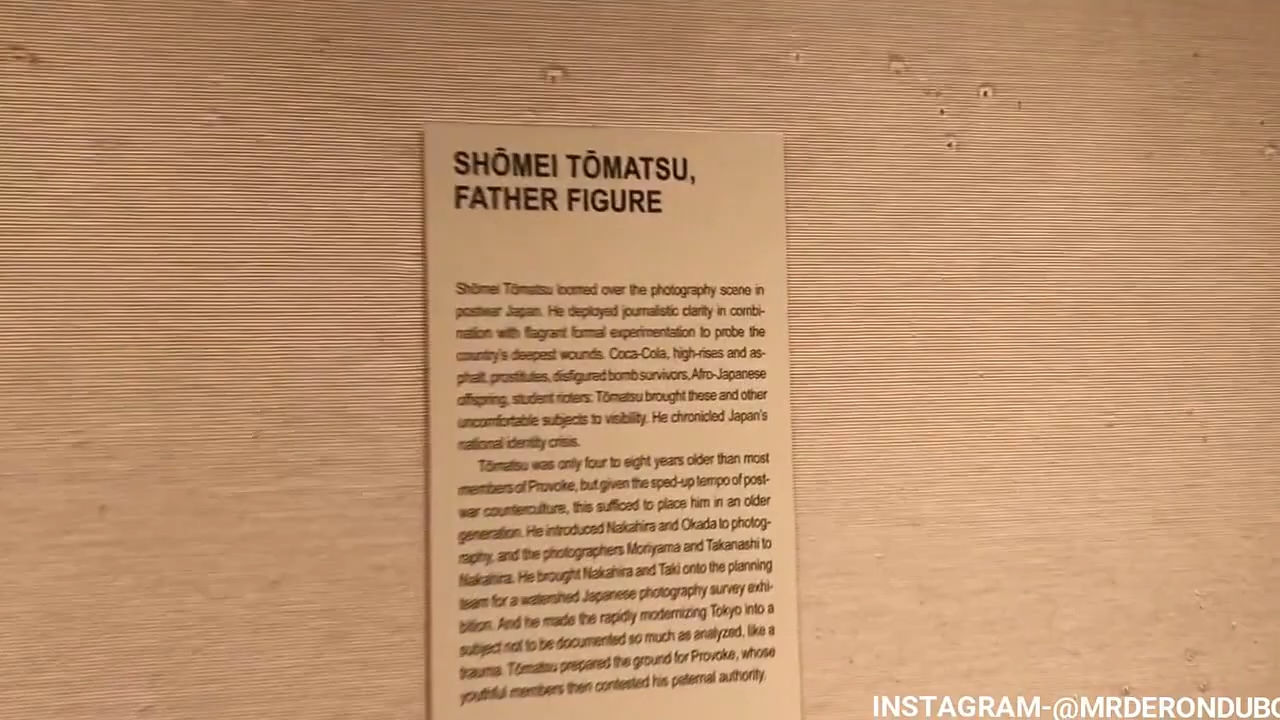 SHŌMEI TŌMATSU,
FATHER FIGURE
Shōmei Tōmatsu loomed over the photography scene in
postwar Japan. He deployed journalistic clarity in combi-
nation with flagrant formal experimentation to probe the
country's deepest wounds. Coca-Cola, high-rises and as-
phalt, prostitutes, disfigured bomb survivors, Afro-Japanese
offspring, student rioters: Tōmatsu brought these and other
uncomfortable subjects to visibility. He chronicled Japan's
national identity crisis.
Tōmatsu was only four to eight years older than most
members of Provoke, but given the sped-up tempo of post-
war counterculture, this sufficed to place him in an older
generation. He introduced Nakahira and Okada to photog-
raphy, and the photographers Moriyama and Takanashi to
Nakahira. He brought Nakahira and Taki onto the planning
team for a watershed Japanese photography survey exhi-
bition. And he made the rapidly modernizing Tokyo into a
subject not to be documented so much as analyzed, like a
trauma. Tōmatsu prepared the ground for Provoke, whose
youthful members then contested his paternal authority.
INSTAGRAM-@MRDERONDUBO